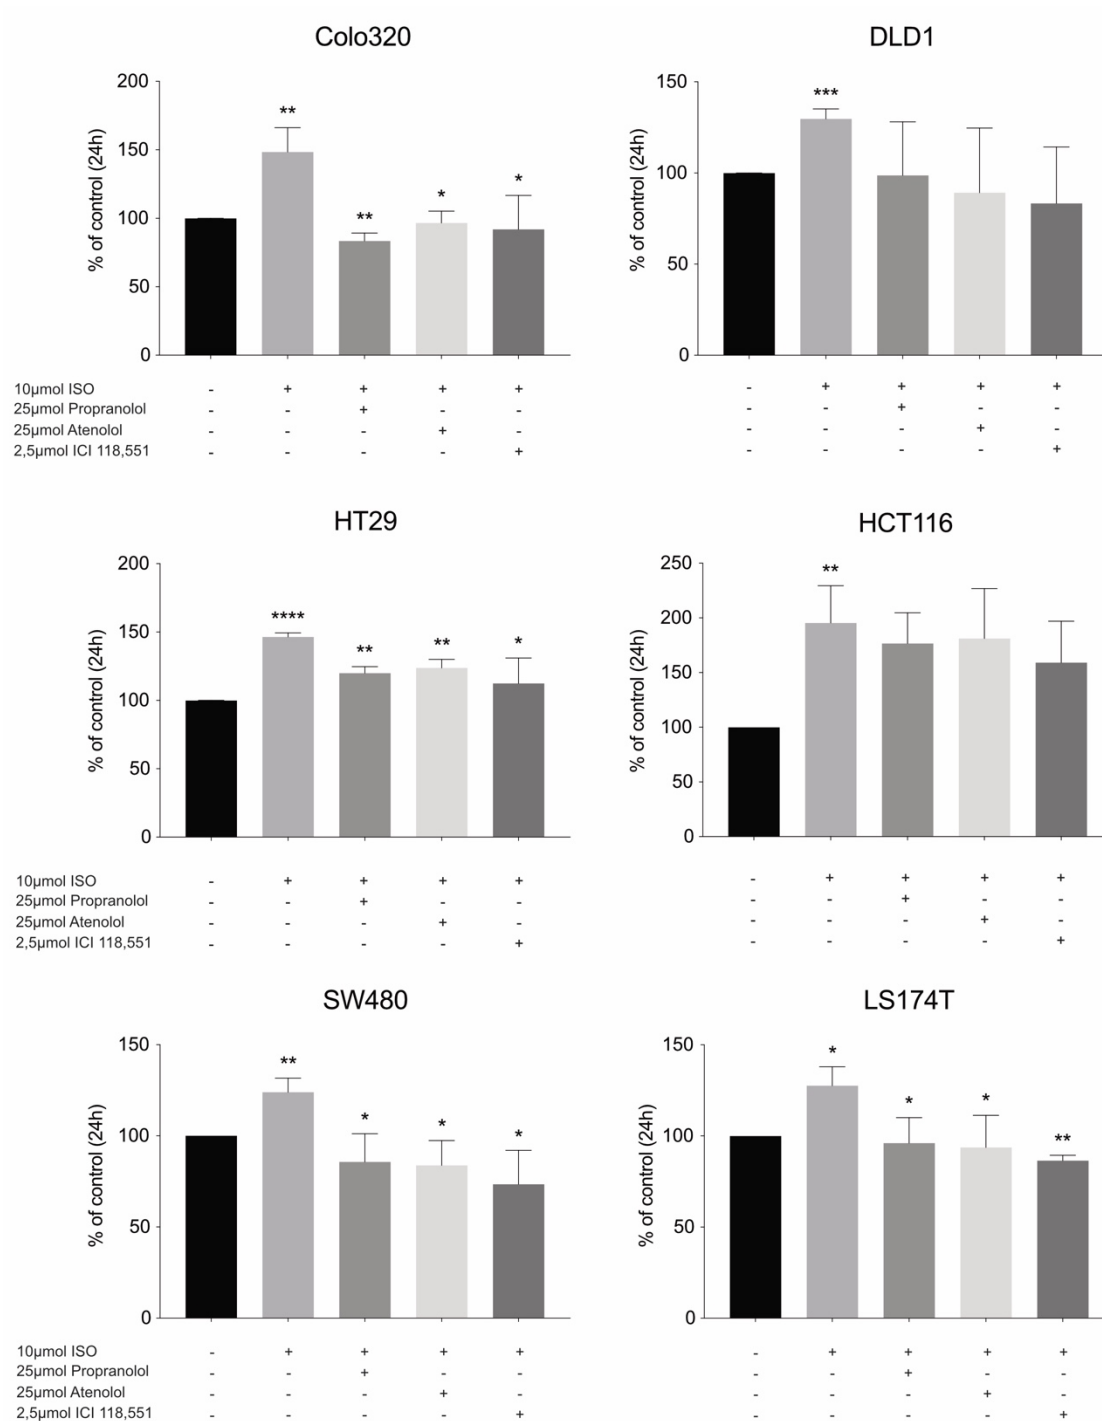 Colo320
DLD1
% of control (24h)
200
150
100
50
0
** ** * *
% of control (24h)
150
100
50
0
***
10µmol ISO - + + + + - + + + +
25µmol Propranolol - - + - - - - + - -
25µmol Atenolol - - - + - - - - + -
2,5µmol ICI 118,551 - - - - + - - - - +
HT29
HCT116
% of control (24h)
200
150
100
50
0
**** ** ** *
% of control (24h)
250
200
150
100
50
0
**
10µmol ISO - + + + + - + + + +
25µmol Propranolol - - + - - - - + - -
25µmol Atenolol - - - + - - - - + -
2,5µmol ICI 118,551 - - - - + - - - - +
SW480
LS174T
% of control (24h)
150
100
50
0
** * * *
% of control (24h)
150
100
50
0
* * * **
10µmol ISO - + + + + - + + + +
25µmol Propranolol - - + - - - - + - -
25µmol Atenolol - - - + - - - - + -
2,5µmol ICI 118,551 - - - - + - - - - +